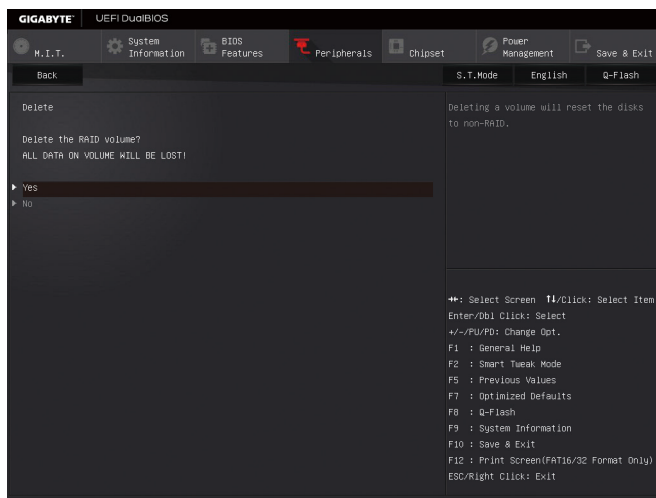 GIGABYTE™ UEFI DualBIOS
M.I.T.
System Information
BIOS Features
Peripherals
Chipset
Power Management
Save & Exit
Back
S.T.Mode English Q-Flash
Delete
Delete the RAID volume?
ALL DATA ON VOLUME WILL BE LOST!
Yes
No
Deleting a volume will reset the disks
to non-RAID.
→←: Select Screen ↑↓/Click: Select Item
Enter/Dbl Click: Select
+/-/PU/PD: Change Opt.
F1 : General Help
F2 : Smart Tweak Mode
F5 : Previous Values
F7 : Optimized Defaults
F8 : Q-Flash
F9 : System Information
F10 : Save & Exit
F12 : Print Screen(FAT16/32 Format Only)
ESC/Right Click: Exit